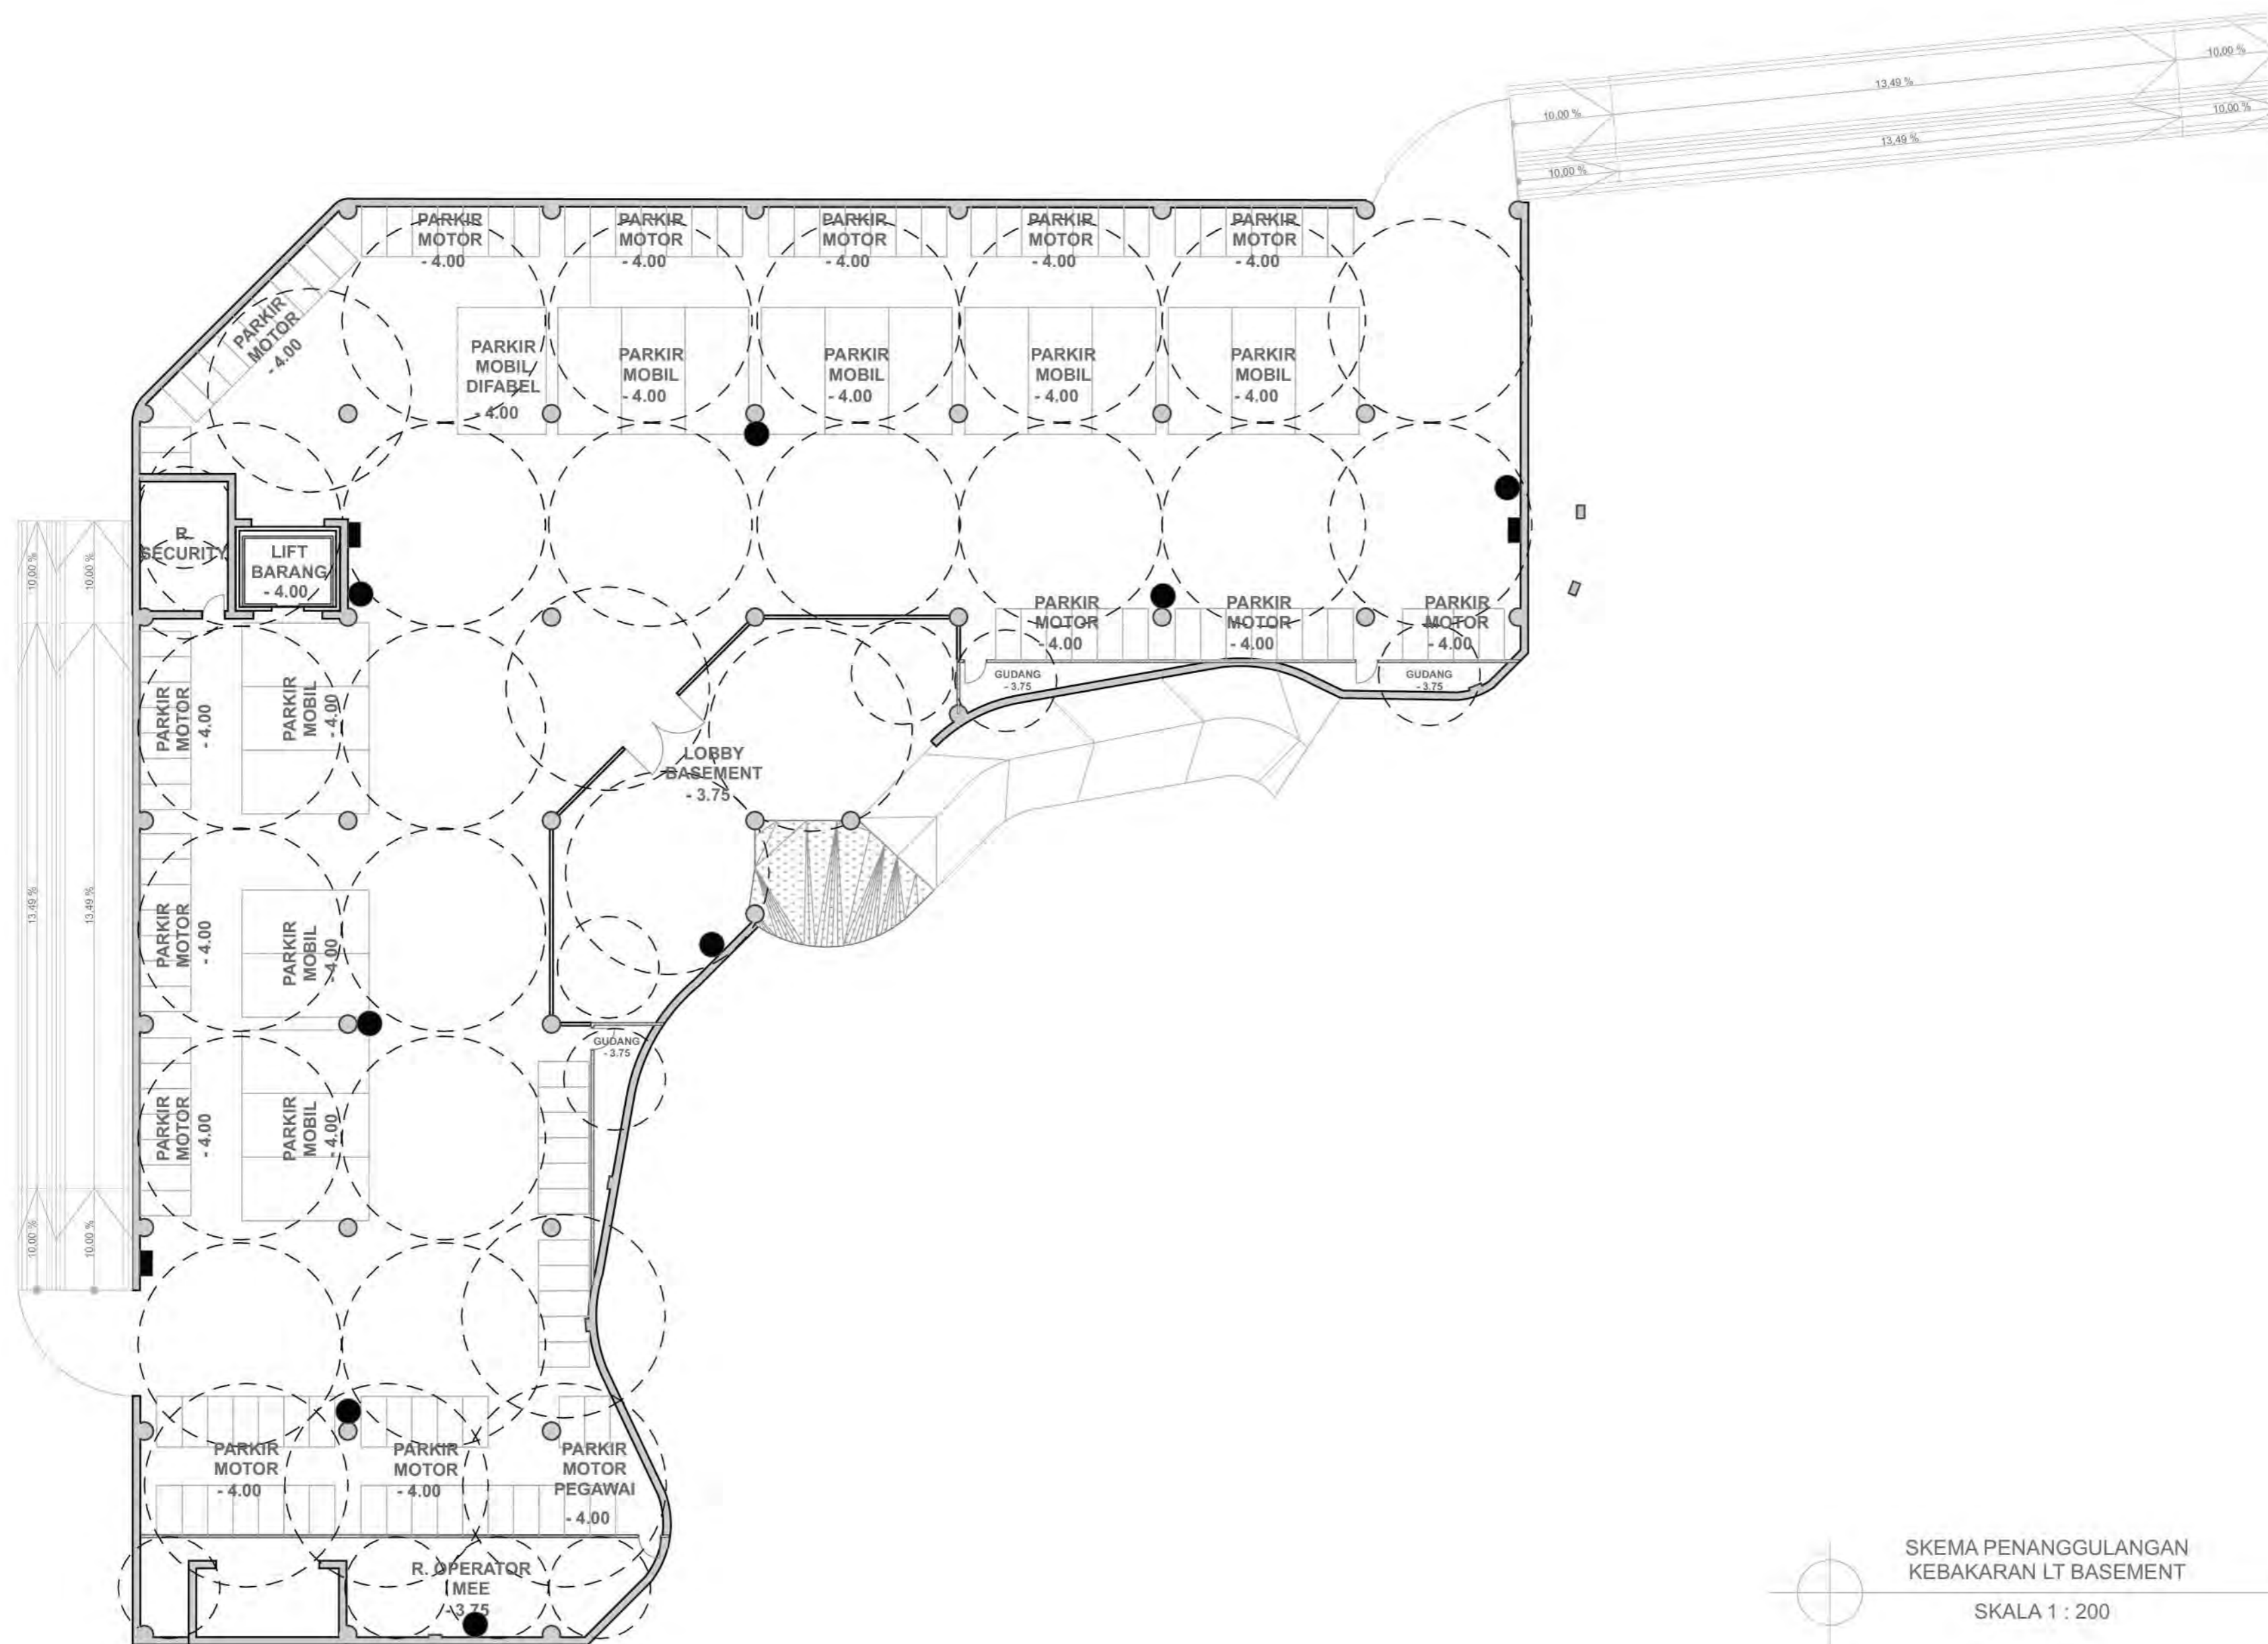 10,00 %
13,49 %
10,00 %
10,00 %
13,49 %
10,00 %
PARKIR
MOTOR
- 4.00
PARKIR
MOTOR
- 4.00
PARKIR
MOTOR
- 4.00
PARKIR
MOTOR
- 4.00
PARKIR
MOTOR
- 4.00
PARKIR
MOTOR
- 4.00
PARKIR
MOBIL
DIFABEL
- 4.00
PARKIR
MOBIL
- 4.00
PARKIR
MOBIL
- 4.00
PARKIR
MOBIL
- 4.00
PARKIR
MOBIL
- 4.00
R.
SECURITY
LIFT
BARANG
- 4.00
10,00 %
10,00 %
PARKIR
MOTOR
- 4.00
PARKIR
MOTOR
- 4.00
PARKIR
MOTOR
- 4.00
GUDANG
- 3.75
GUDANG
- 3.75
PARKIR
MOTOR
- 4.00
PARKIR
MOBIL
- 4.00
LOBBY
BASEMENT
- 3.75
13,49 %
13,49 %
PARKIR
MOTOR
- 4.00
PARKIR
MOBIL
- 4.00
GUDANG
- 3.75
PARKIR
MOTOR
- 4.00
PARKIR
MOBIL
- 4.00
10,00 %
10,00 %
PARKIR
MOTOR
- 4.00
PARKIR
MOTOR
- 4.00
PARKIR
MOTOR
PEGAWAI
- 4.00
R. OPERATOR
MEE
- 3.75
SKEMA PENANGGULANGAN
KEBAKARAN LT BASEMENT
SKALA 1 : 200